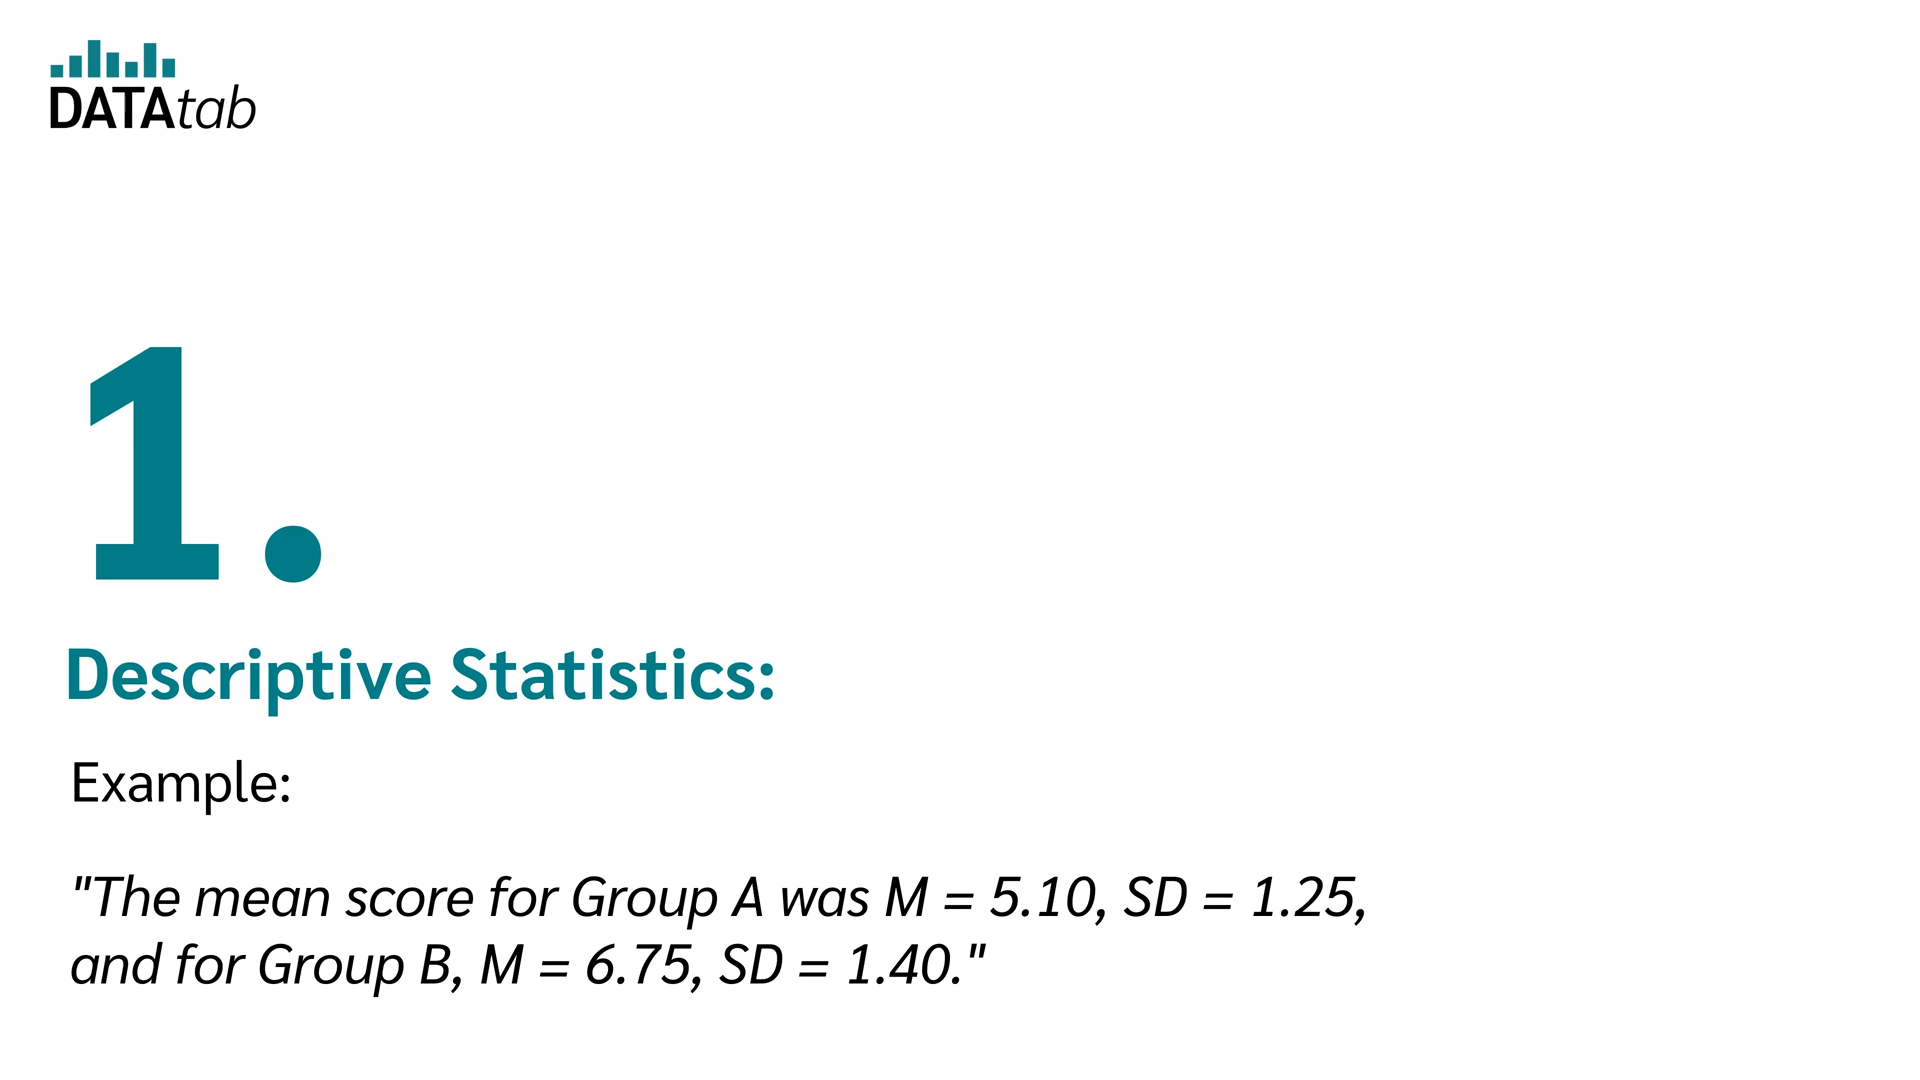 DATAtab
1.
Descriptive Statistics:
Example:
"The mean score for Group A was M = 5.10, SD = 1.25,
and for Group B, M = 6.75, SD = 1.40."